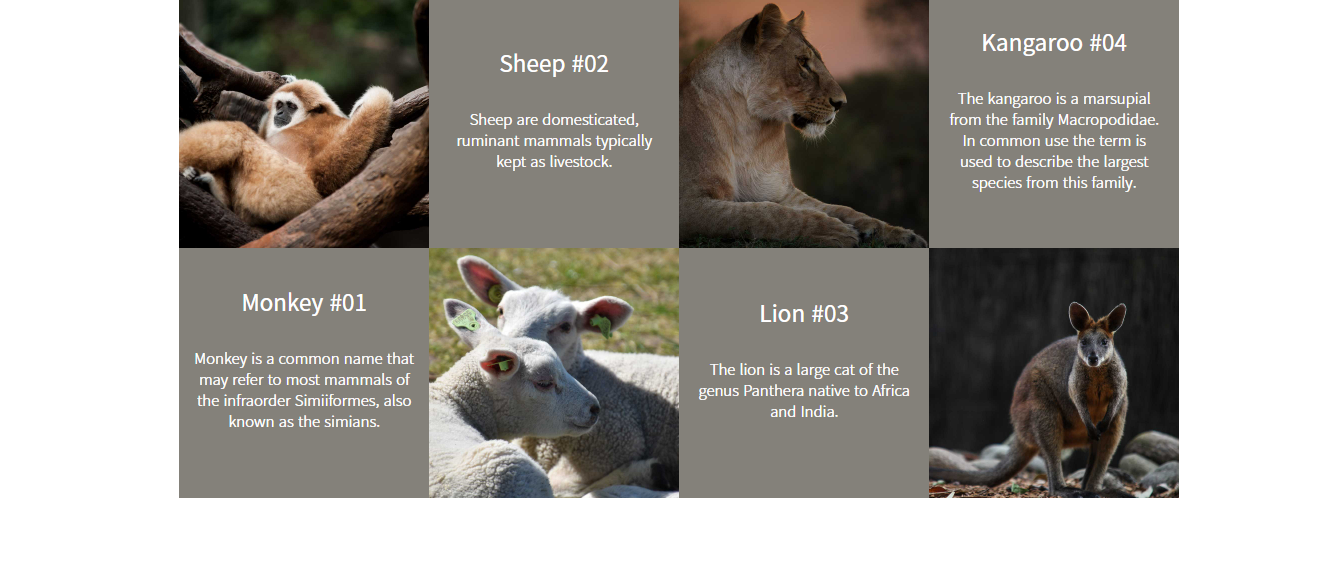 Sheep #02
Sheep are domesticated,
ruminant mammals typically
kept as livestock.
Kangaroo #04
The kangaroo is a marsupial
from the family Macropodidae.
In common use the term is
used to describe the largest
species from this family.
Monkey #01
Monkey is a common name that
may refer to most mammals of
the infraorder Simiiformes, also
known as the simians.
Lion #03
The lion is a large cat of the
genus Panthera native to Africa
and India.